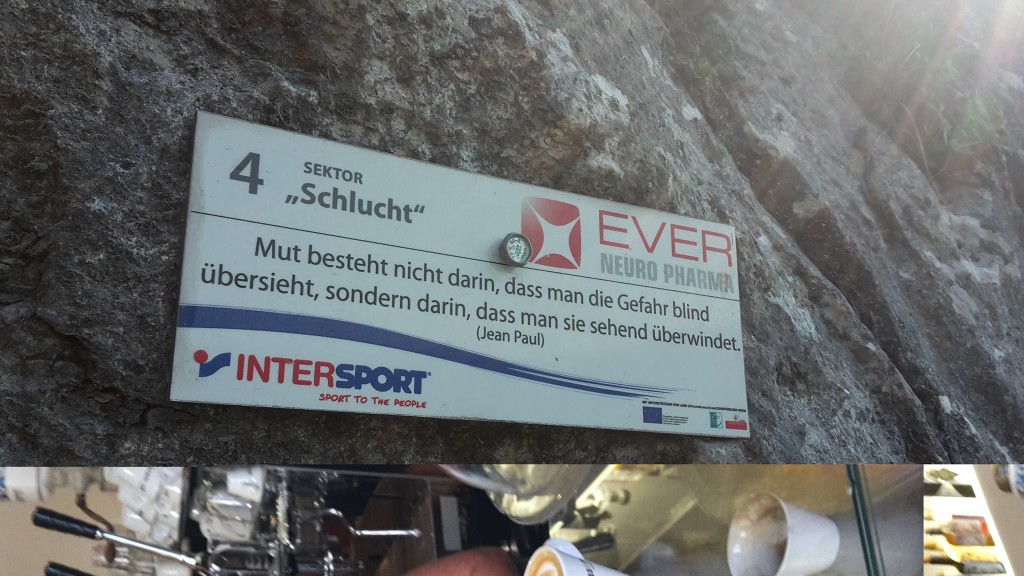 4 SEKTOR
„Schlucht“
EVER
NEURO PHARMA
Mut besteht nicht darin, dass man die Gefahr blind
übersieht, sondern darin, dass man sie sehend überwindet.
(Jean Paul)
INTERSPORT
SPORT TO THE PEOPLE